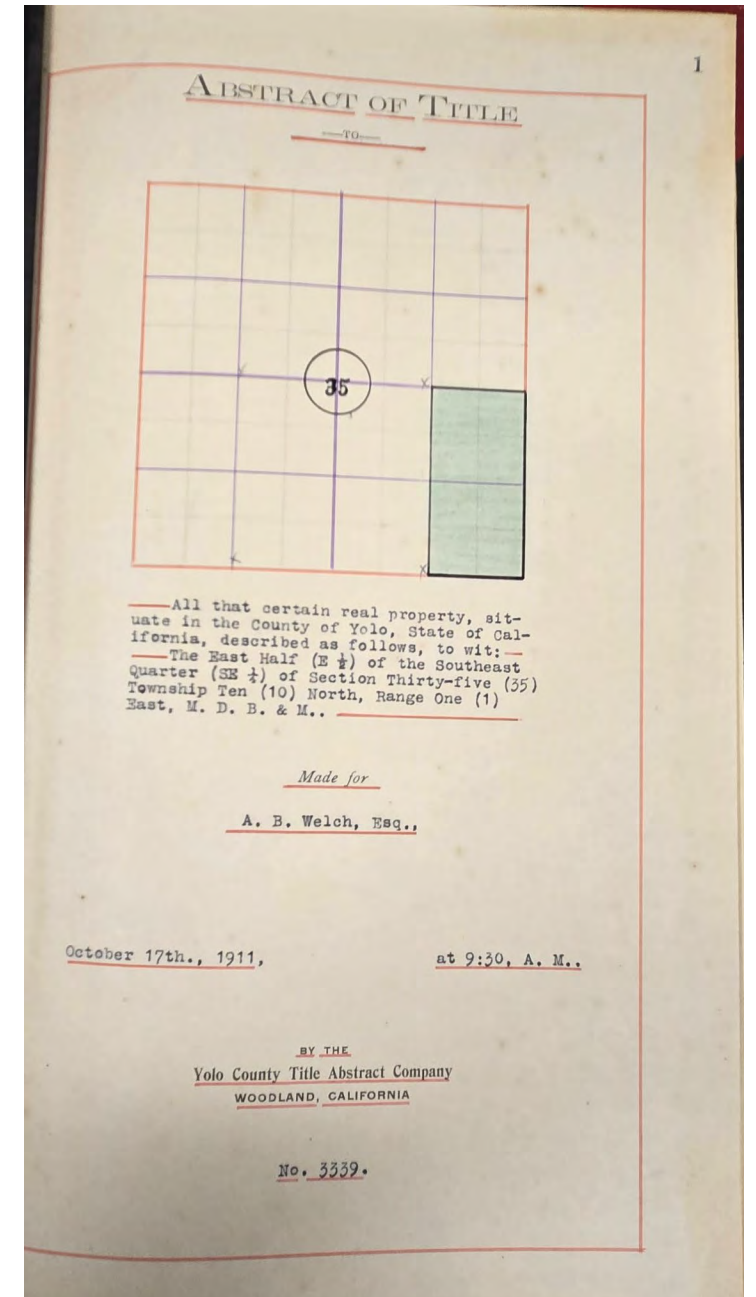 1
ABSTRACT OF TITLE
—TO—
35
All that certain real property, sit-
uate in the County of Yolo, State of Cal-
ifornia, described as follows, to wit:—
The East Half (E ½) of the Southeast
Quarter (SE ¼) of Section Thirty-five (35)
Township Ten (10) North, Range One (1)
East, M. D. B. & M..
Made for
A. B. Welch, Esq.,
October 17th., 1911, at 9:30, A. M..
BY THE
Yolo County Title Abstract Company
WOODLAND, CALIFORNIA
No. 3339.